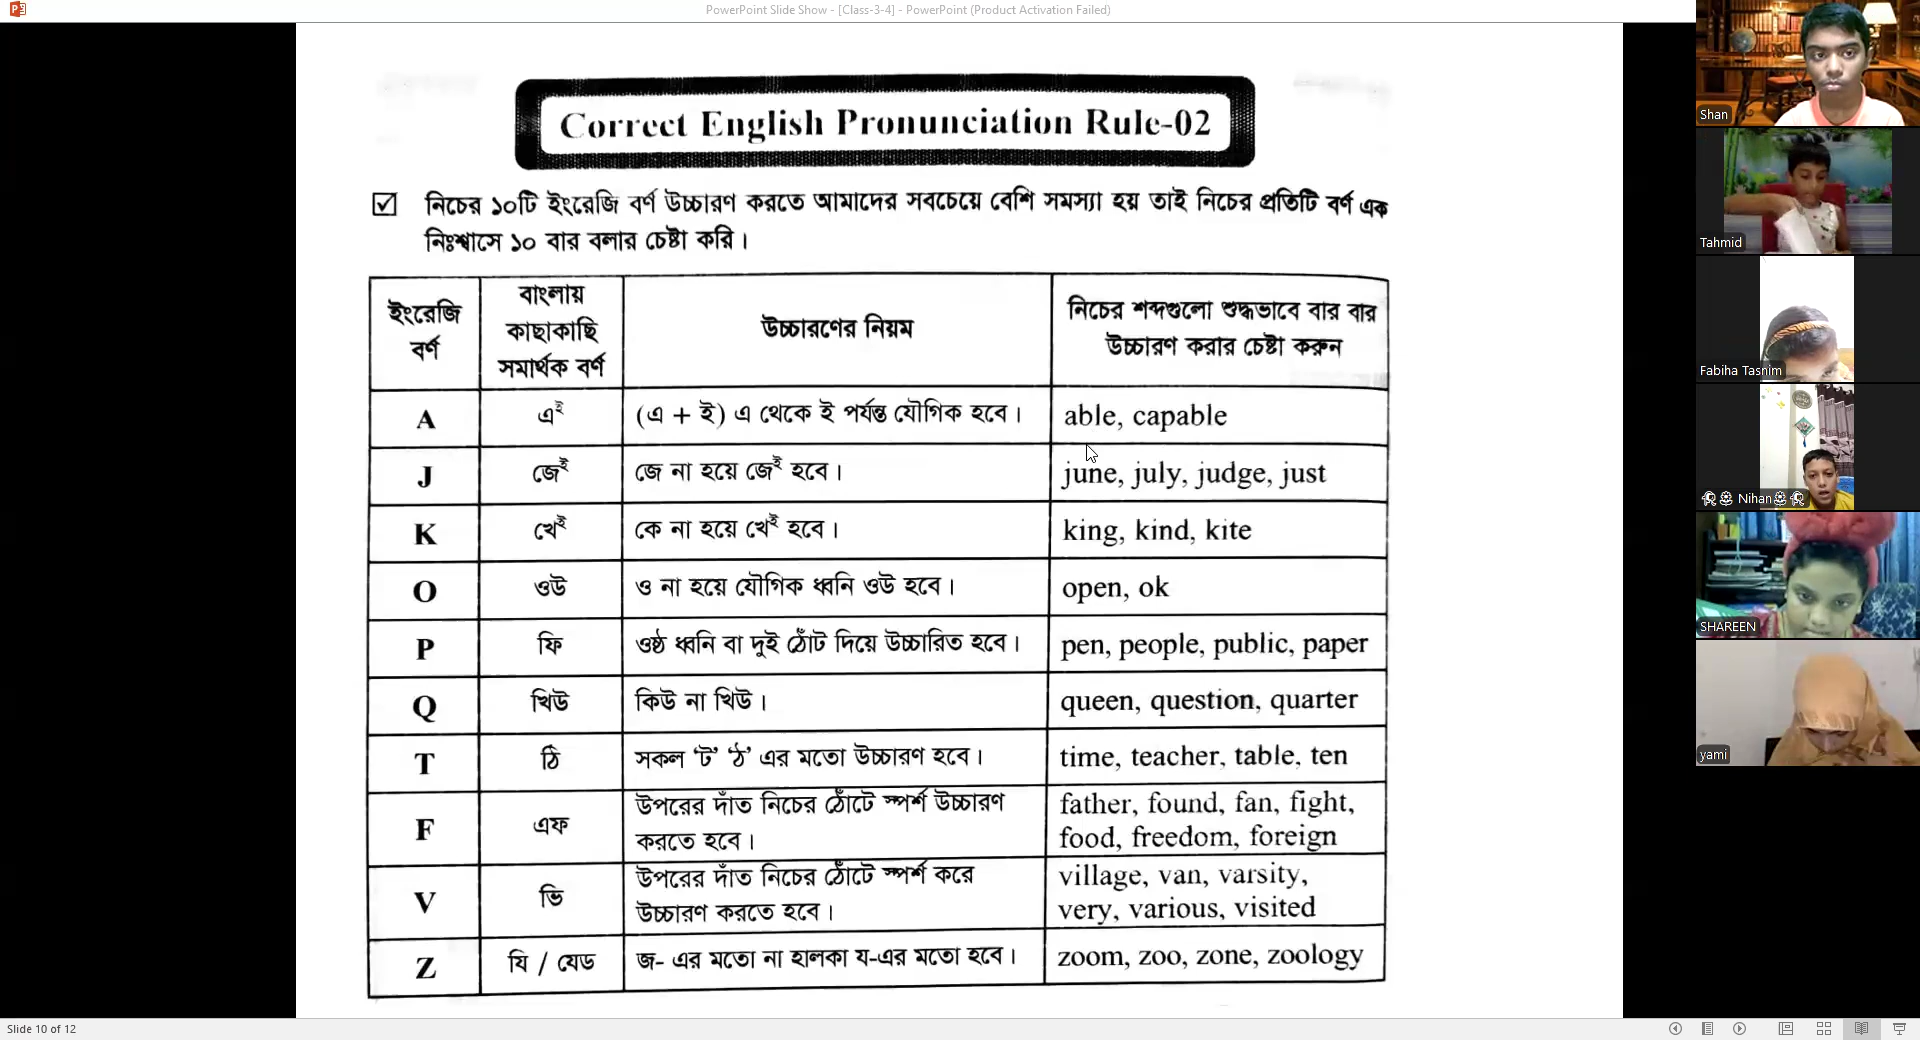 PowerPoint Slide Show - [Class-3-4] - PowerPoint (Product Activation Failed)
Correct English Pronunciation Rule-02
☑ নিচের ১০টি ইংরেজি বর্ণ উচ্চারণ করতে আমাদের সবচেয়ে বেশি সমস্যা হয় তাই নিচের প্রতিটি বর্ণ এক
নিঃশ্বাসে ১০ বার বলার চেষ্টা করি।
ইংরেজি
বর্ণ
বাংলায়
কাছাকাছি
সমার্থক বর্ণ
উচ্চারণের নিয়ম
নিচের শব্দগুলো শুদ্ধভাবে বার বার
উচ্চারণ করার চেষ্টা করুন
A এই (এ + ই) এ থেকে ই পর্যন্ত যৌগিক হবে। able, capable
J জেই জে না হয়ে জেই হবে। june, july, judge, just
K খেই কে না হয়ে খেই হবে। king, kind, kite
O ওউ ও না হয়ে যৌগিক ধ্বনি ওউ হবে। open, ok
P ফি ওষ্ঠ ধ্বনি বা দুই ঠোঁট দিয়ে উচ্চারিত হবে। pen, people, public, paper
Q খিউ কিউ না খিউ। queen, question, quarter
T ঠি সকল ‘ট’ ‘ঠ’ এর মতো উচ্চারণ হবে। time, teacher, table, ten
F এফ
উপরের দাঁত নিচের ঠোঁটে স্পর্শ উচ্চারণ
করতে হবে।
father, found, fan, fight,
food, freedom, foreign
V ভি
উপরের দাঁত নিচের ঠোঁটে স্পর্শ করে
উচ্চারণ করতে হবে।
village, van, varsity,
very, various, visited
Z যি / যেড জ- এর মতো না হালকা য-এর মতো হবে। zoom, zoo, zone, zoology
Slide 10 of 12
Shan
Tahmid
Fabiha Tasnim
Nihan
SHAREEN
yami